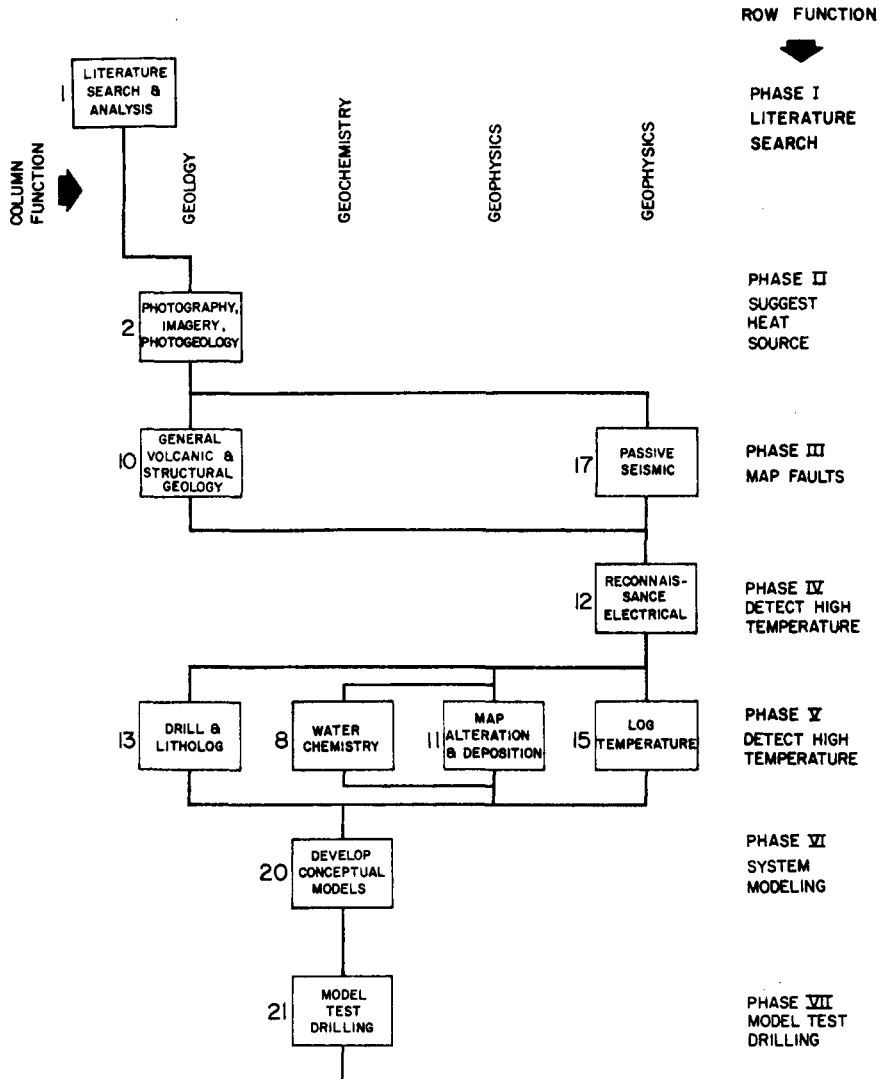 ROW FUNCTION
1
LITERATURE
SEARCH &
ANALYSIS
PHASE I
LITERATURE
SEARCH
COLUMN
FUNCTION
GEOLOGY
GEOCHEMISTRY
GEOPHYSICS
GEOPHYSICS
2
PHOTOGRAPHY,
IMAGERY,
PHOTOGEOLOGY
PHASE II
SUGGEST
HEAT
SOURCE
10
GENERAL
VOLCANIC &
STRUCTURAL
GEOLOGY
17
PASSIVE
SEISMIC
PHASE III
MAP FAULTS
12
RECONNAIS-
SANCE
ELECTRICAL
PHASE IV
DETECT HIGH
TEMPERATURE
13
DRILL &
LITHOLOG
8
WATER
CHEMISTRY
11
MAP
ALTERATION
& DEPOSITION
15
LOG
TEMPERATURE
PHASE V
DETECT HIGH
TEMPERATURE
20
DEVELOP
CONCEPTUAL
MODELS
PHASE VI
SYSTEM
MODELING
21
MODEL
TEST
DRILLING
PHASE VII
MODEL TEST
DRILLING